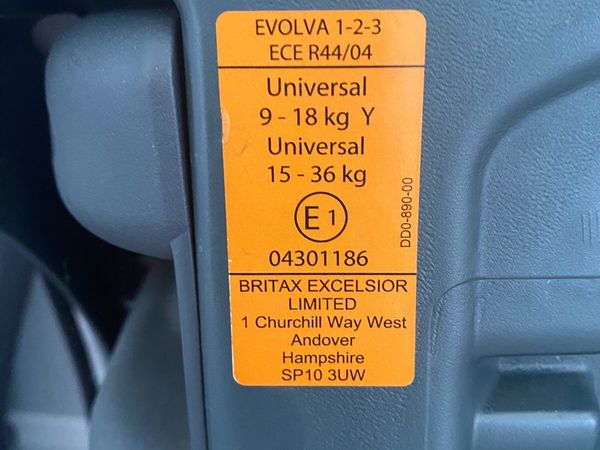 EVOLVA 1-2-3
ECE R44/04
Universal
9 - 18 kg Y
Universal
15 - 36 kg
E 1
04301186
DD0-890-00
BRITAX EXCELSIOR
LIMITED
1 Churchill Way West
Andover
Hampshire
SP10 3UW